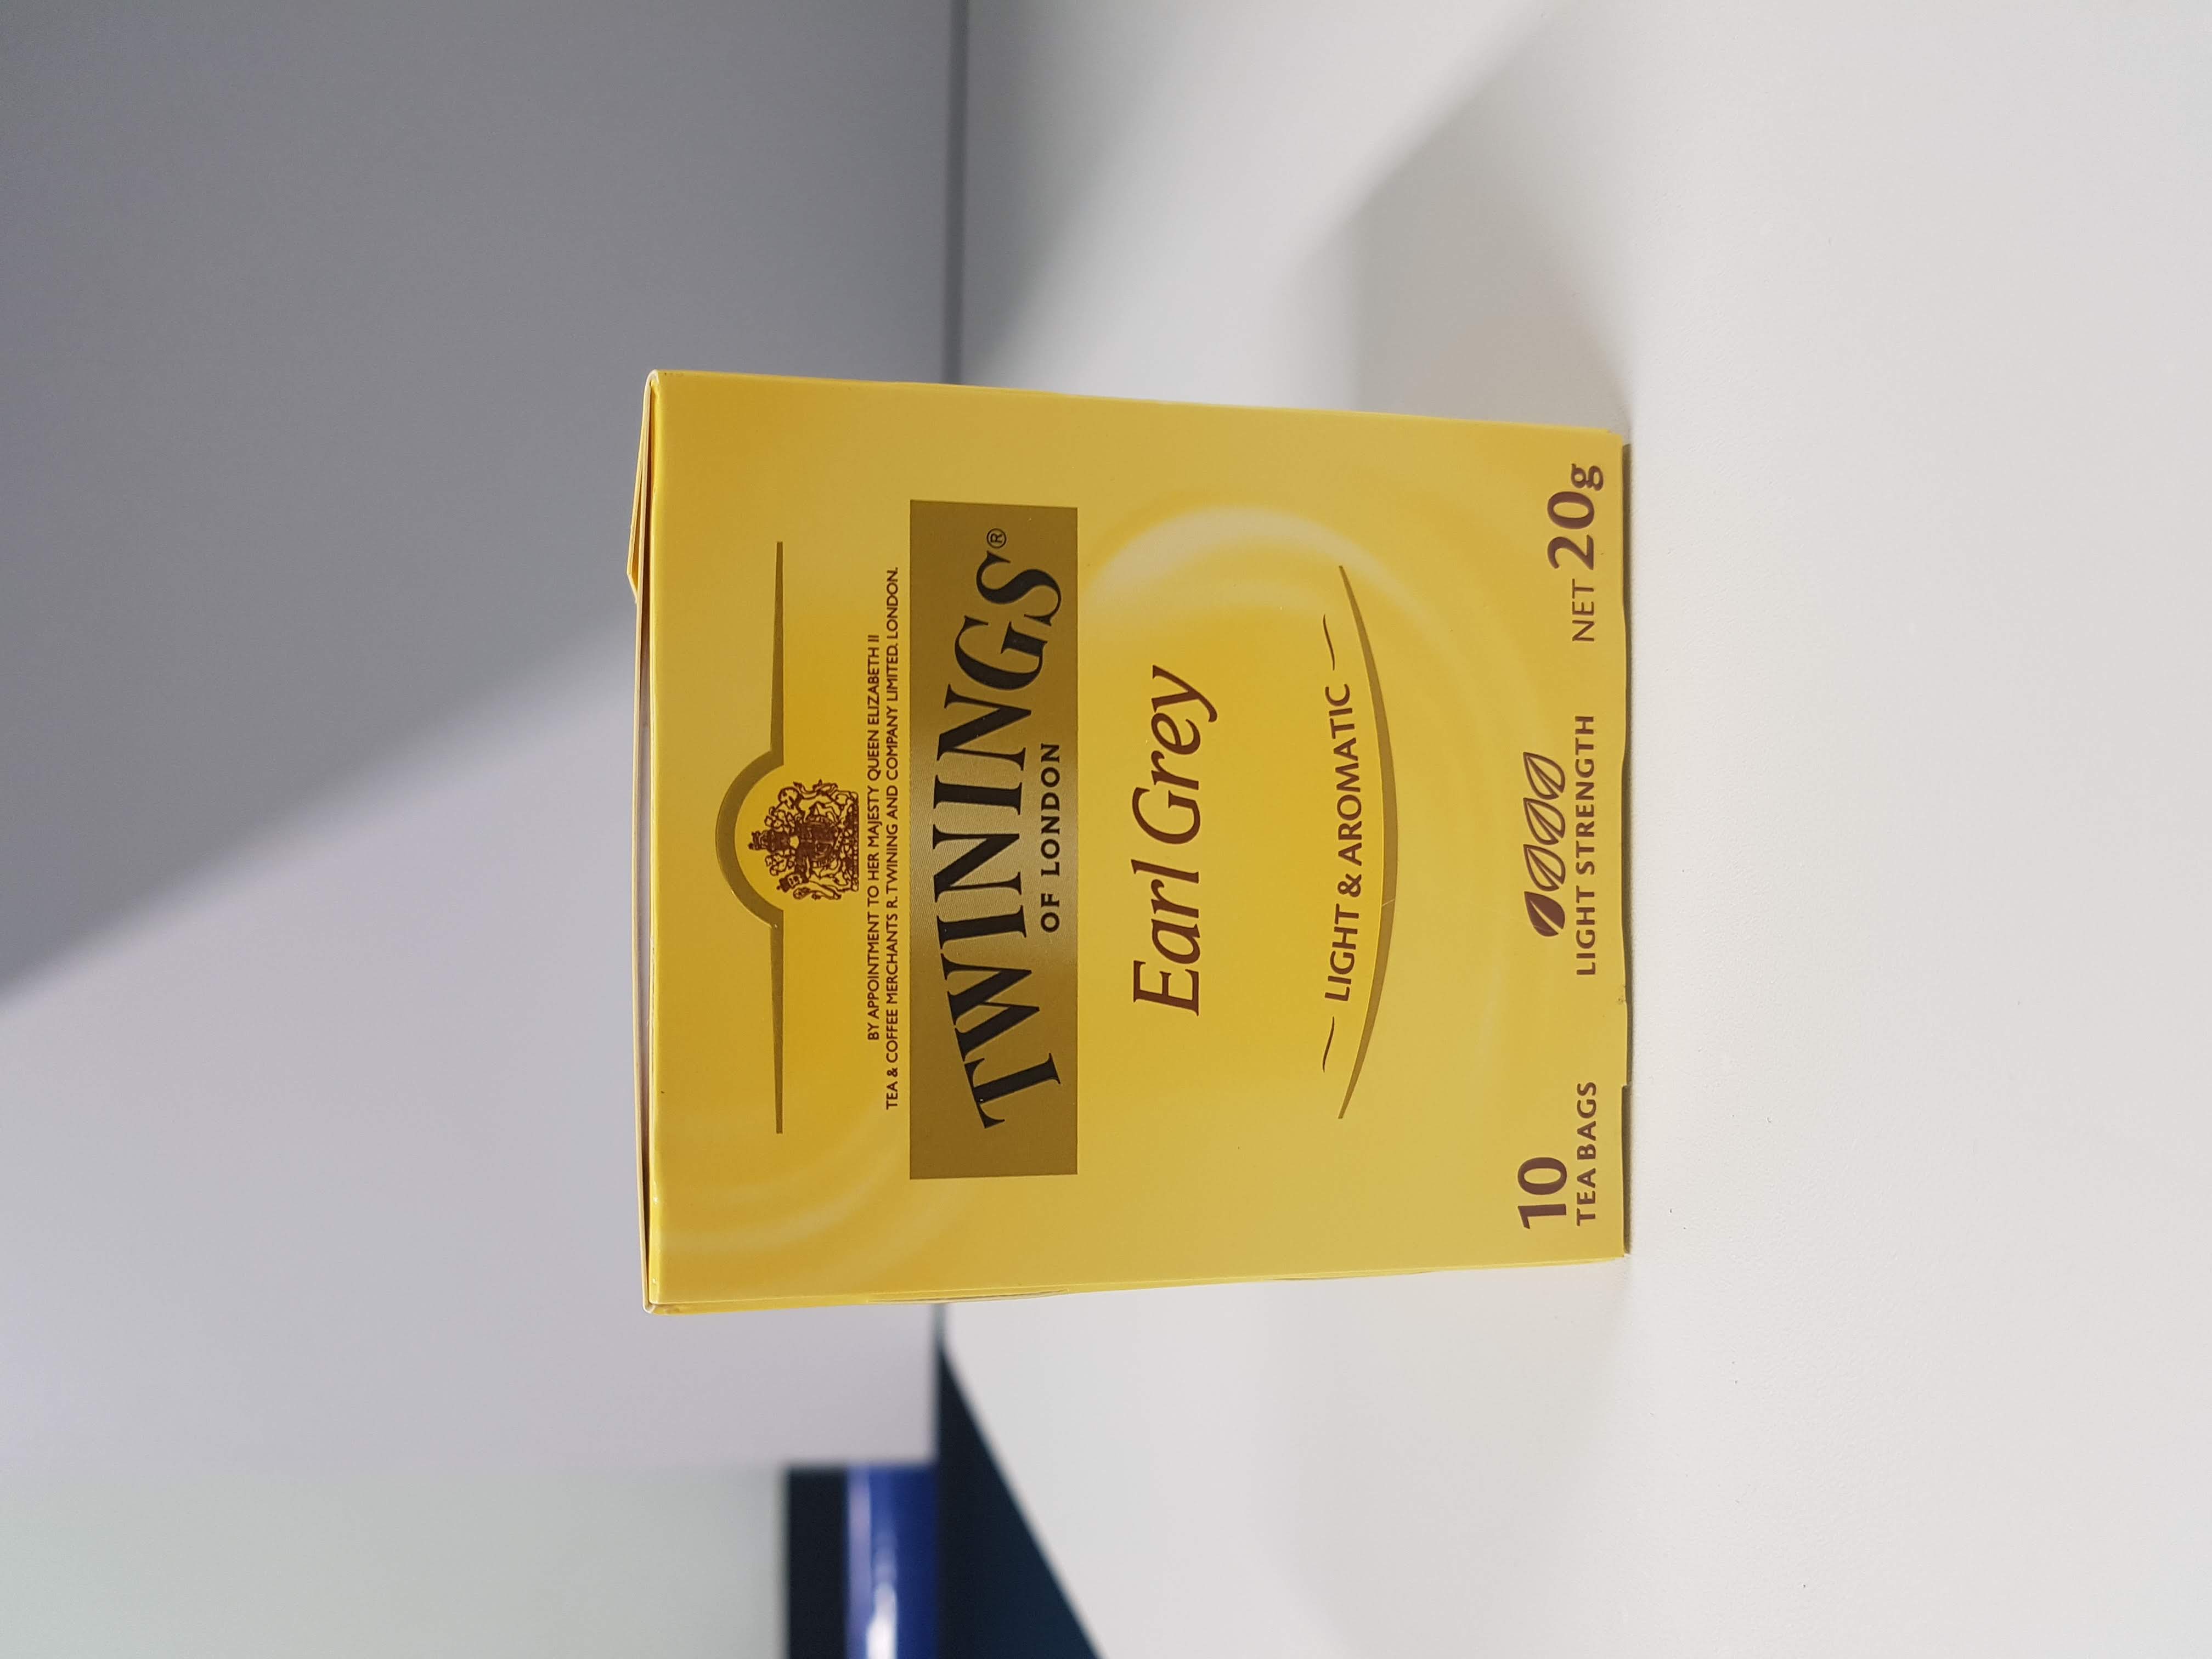 BY APPOINTMENT TO HER MAJESTY QUEEN ELIZABETH II
TEA & COFFEE MERCHANTS R. TWINING AND COMPANY LIMITED, LONDON.
TWININGS®
OF LONDON
Earl Grey
LIGHT & AROMATIC
10
TEA BAGS
LIGHT STRENGTH
NET 20g